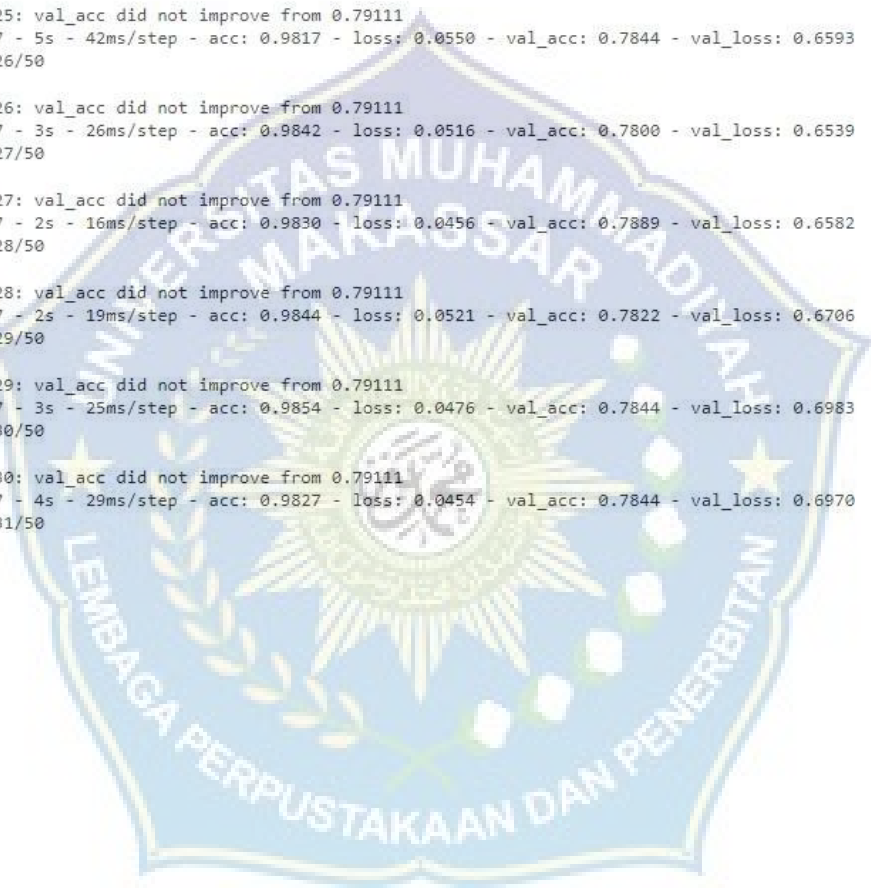 25: val_acc did not improve from 0.79111
7 - 5s - 42ms/step - acc: 0.9817 - loss: 0.0550 - val_acc: 0.7844 - val_loss: 0.6593
26/50
26: val_acc did not improve from 0.79111
7 - 3s - 26ms/step - acc: 0.9842 - loss: 0.0516 - val_acc: 0.7800 - val_loss: 0.6539
27/50
27: val_acc did not improve from 0.79111
7 - 2s - 16ms/step - acc: 0.9830 - loss: 0.0456 - val_acc: 0.7889 - val_loss: 0.6582
28/50
28: val_acc did not improve from 0.79111
7 - 2s - 19ms/step - acc: 0.9844 - loss: 0.0521 - val_acc: 0.7822 - val_loss: 0.6706
29/50
29: val_acc did not improve from 0.79111
7 - 3s - 25ms/step - acc: 0.9854 - loss: 0.0476 - val_acc: 0.7844 - val_loss: 0.6983
30/50
30: val_acc did not improve from 0.79111
7 - 4s - 29ms/step - acc: 0.9827 - loss: 0.0454 - val_acc: 0.7844 - val_loss: 0.6970
31/50
UNIVERSITAS MUHAMMADIYAH
MAKASSAR
LEMBAGA PERPUSTAKAAN DAN PENERBITAN